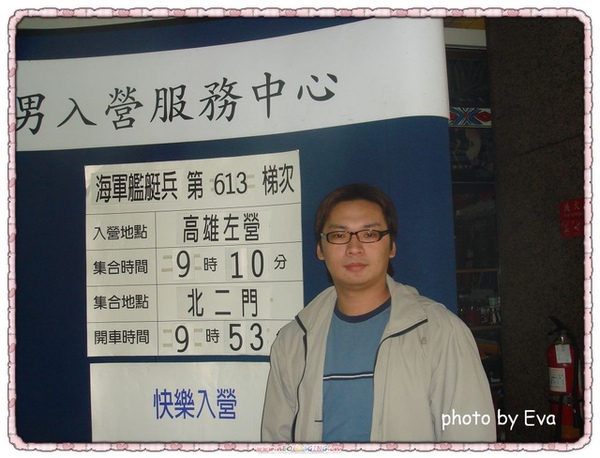 男入營服務中心
海軍艦艇兵 第 613 梯次
入營地點 高雄左營
集合時間 9 時 10 分
集合地點 北二門
開車時間 9 時 53
快樂入營
photo by Eva